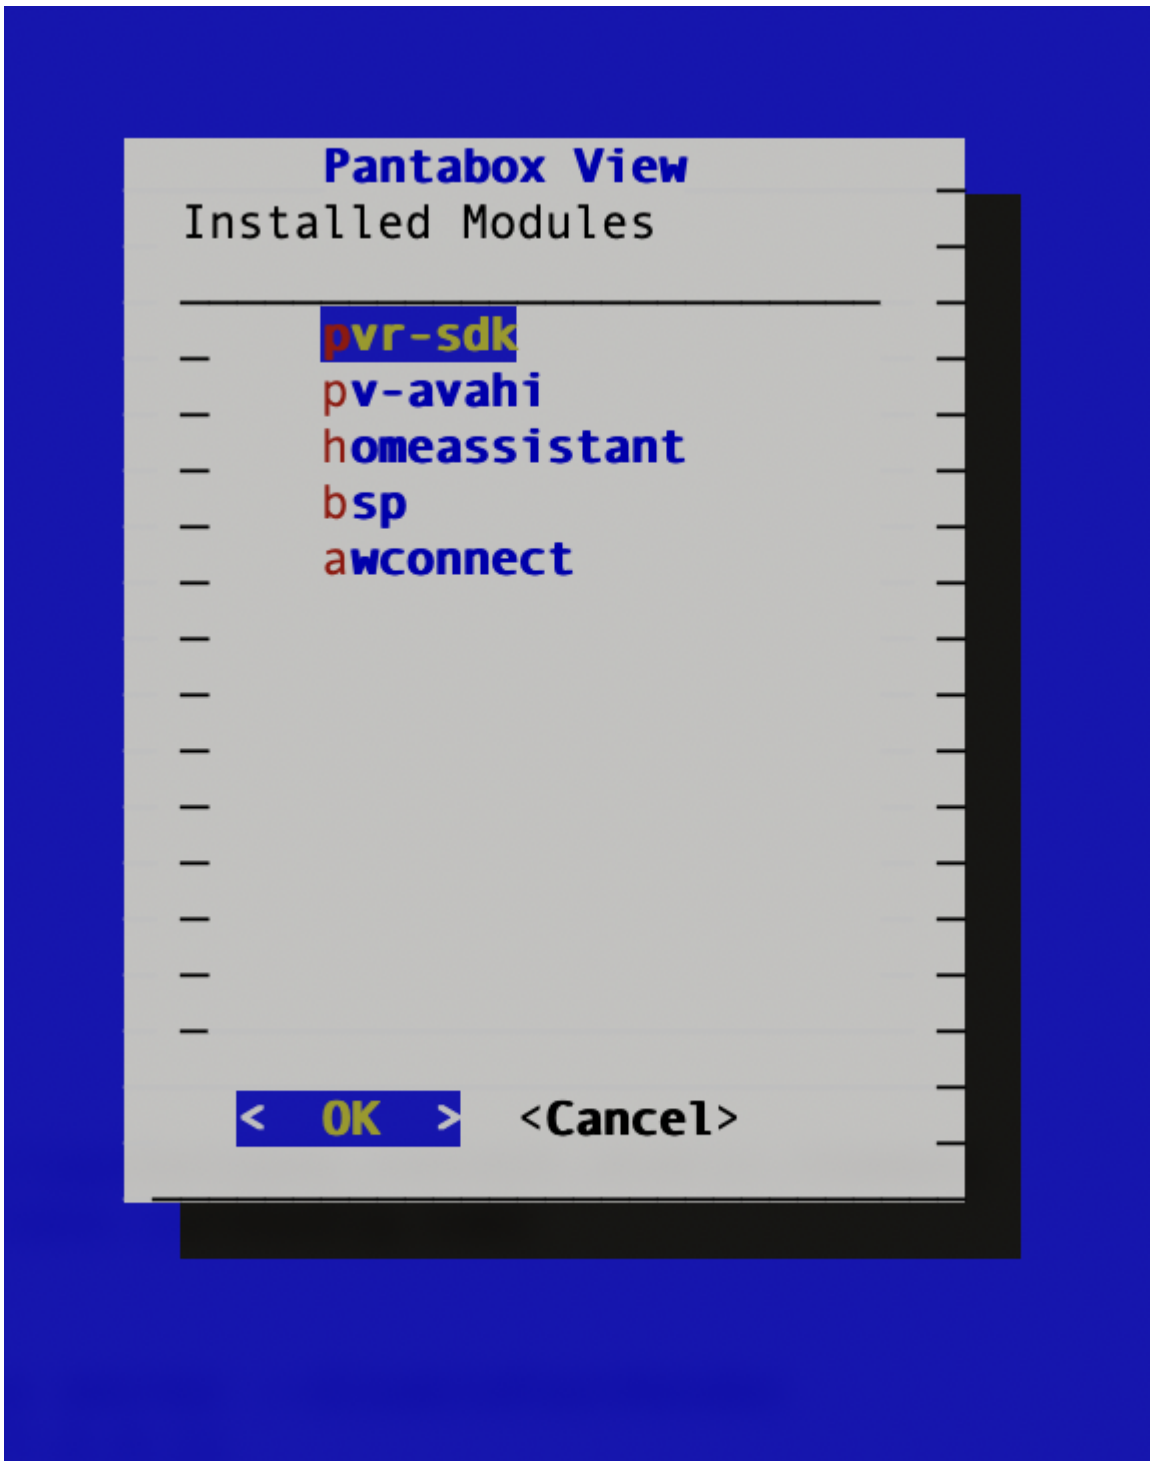 Pantabox View
Installed Modules
pvr-sdk
pv-avahi
homeassistant
bsp
awconnect
< OK > <Cancel>